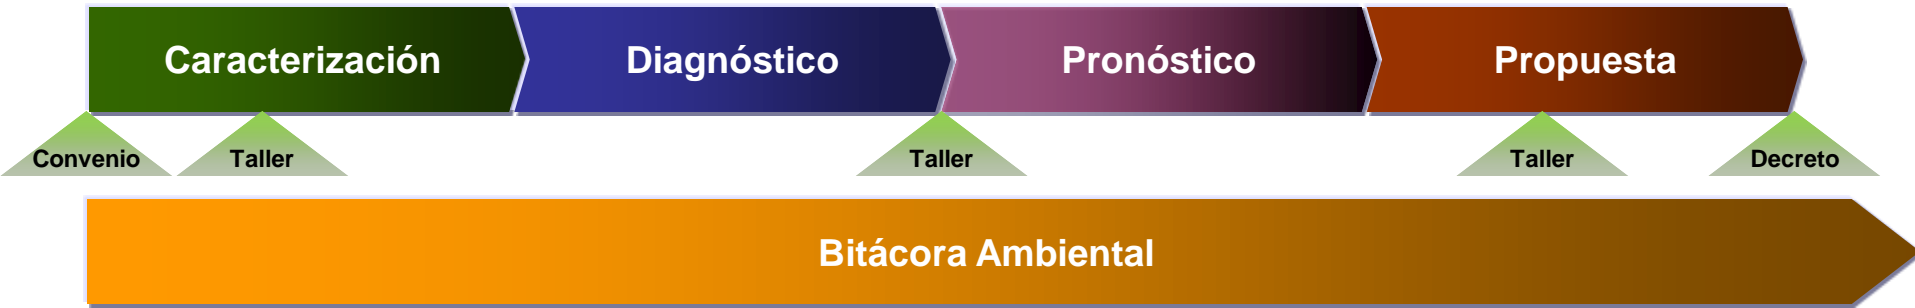 Caracterización
Diagnóstico
Pronóstico
Propuesta
Convenio
Taller
Taller
Taller
Decreto
Bitácora Ambiental